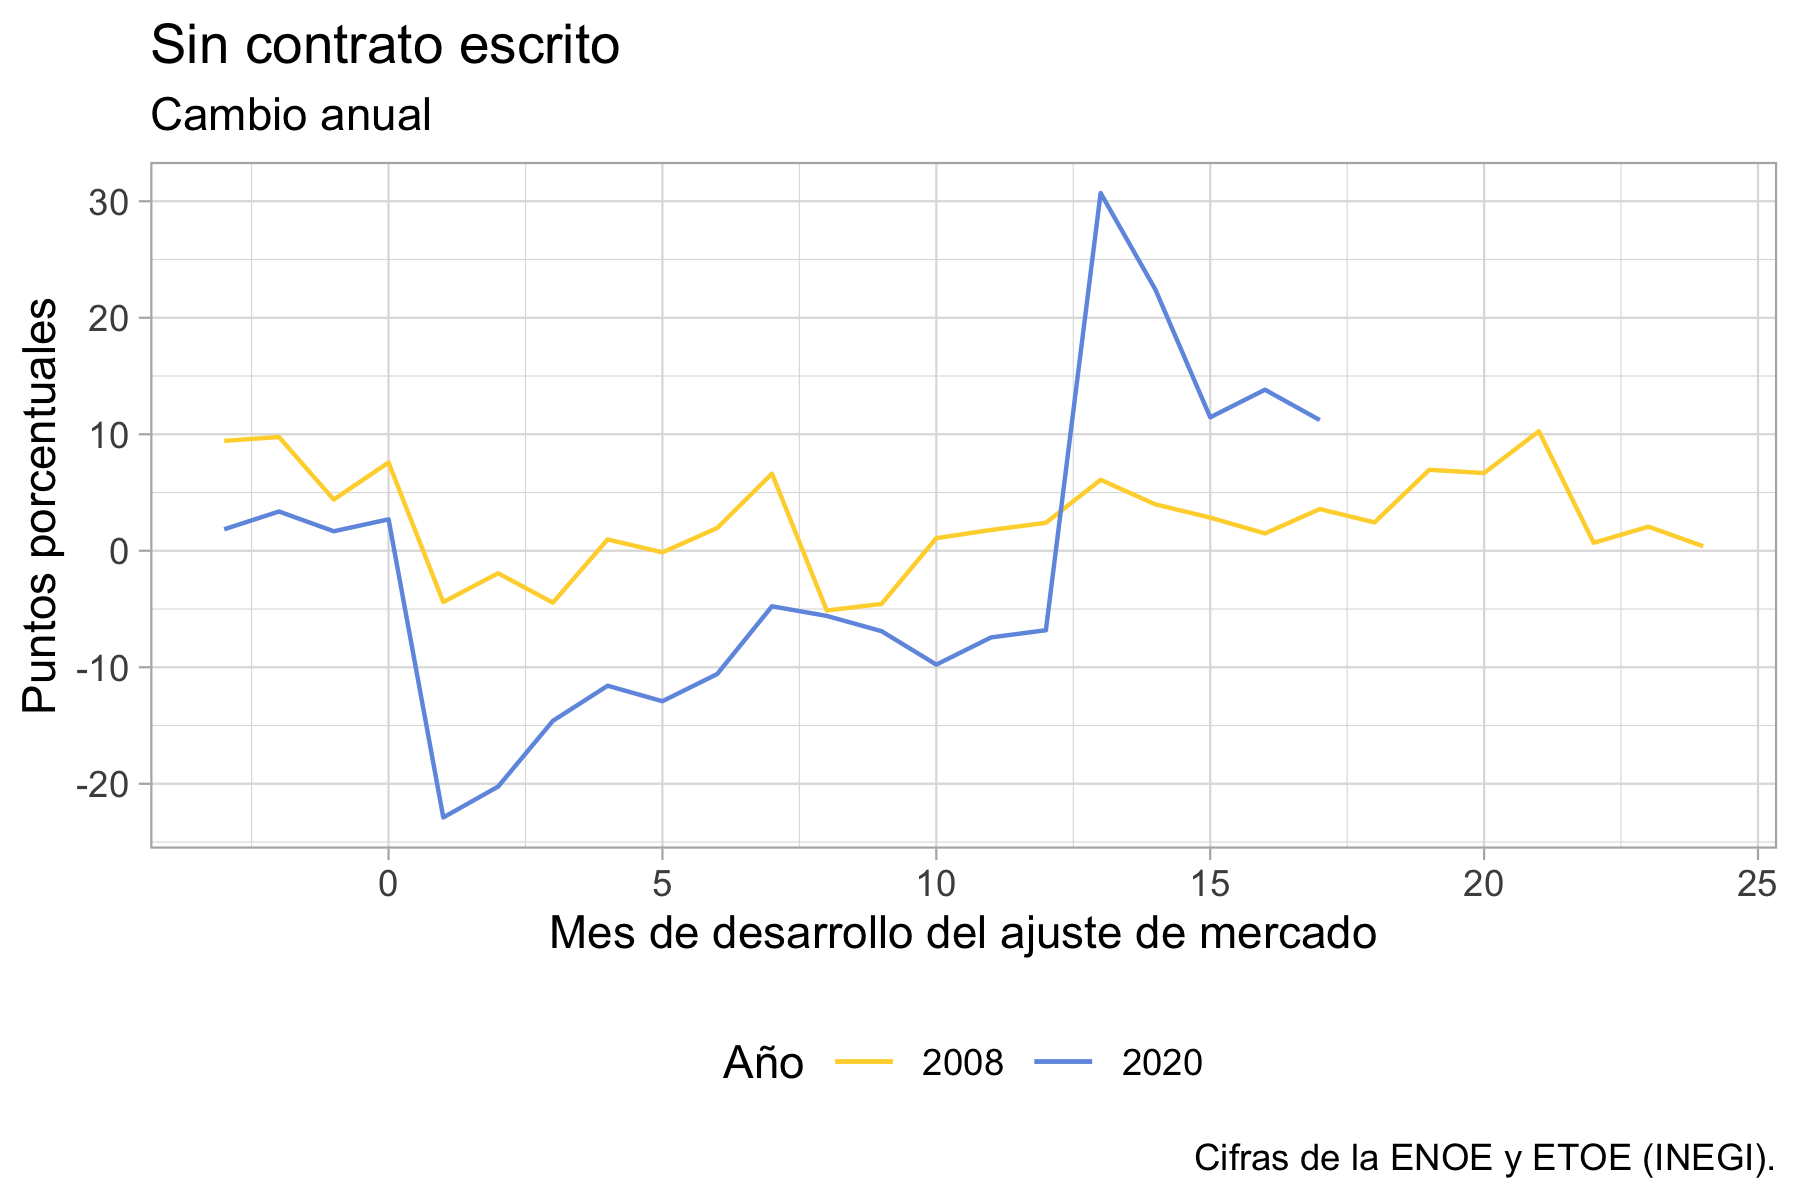 Sin contrato escrito
Cambio anual
Puntos porcentuales
30
20
10
0
-10
-20
0 5 10 15 20 25
Mes de desarrollo del ajuste de mercado
Año 2008 2020
Cifras de la ENOE y ETOE (INEGI).